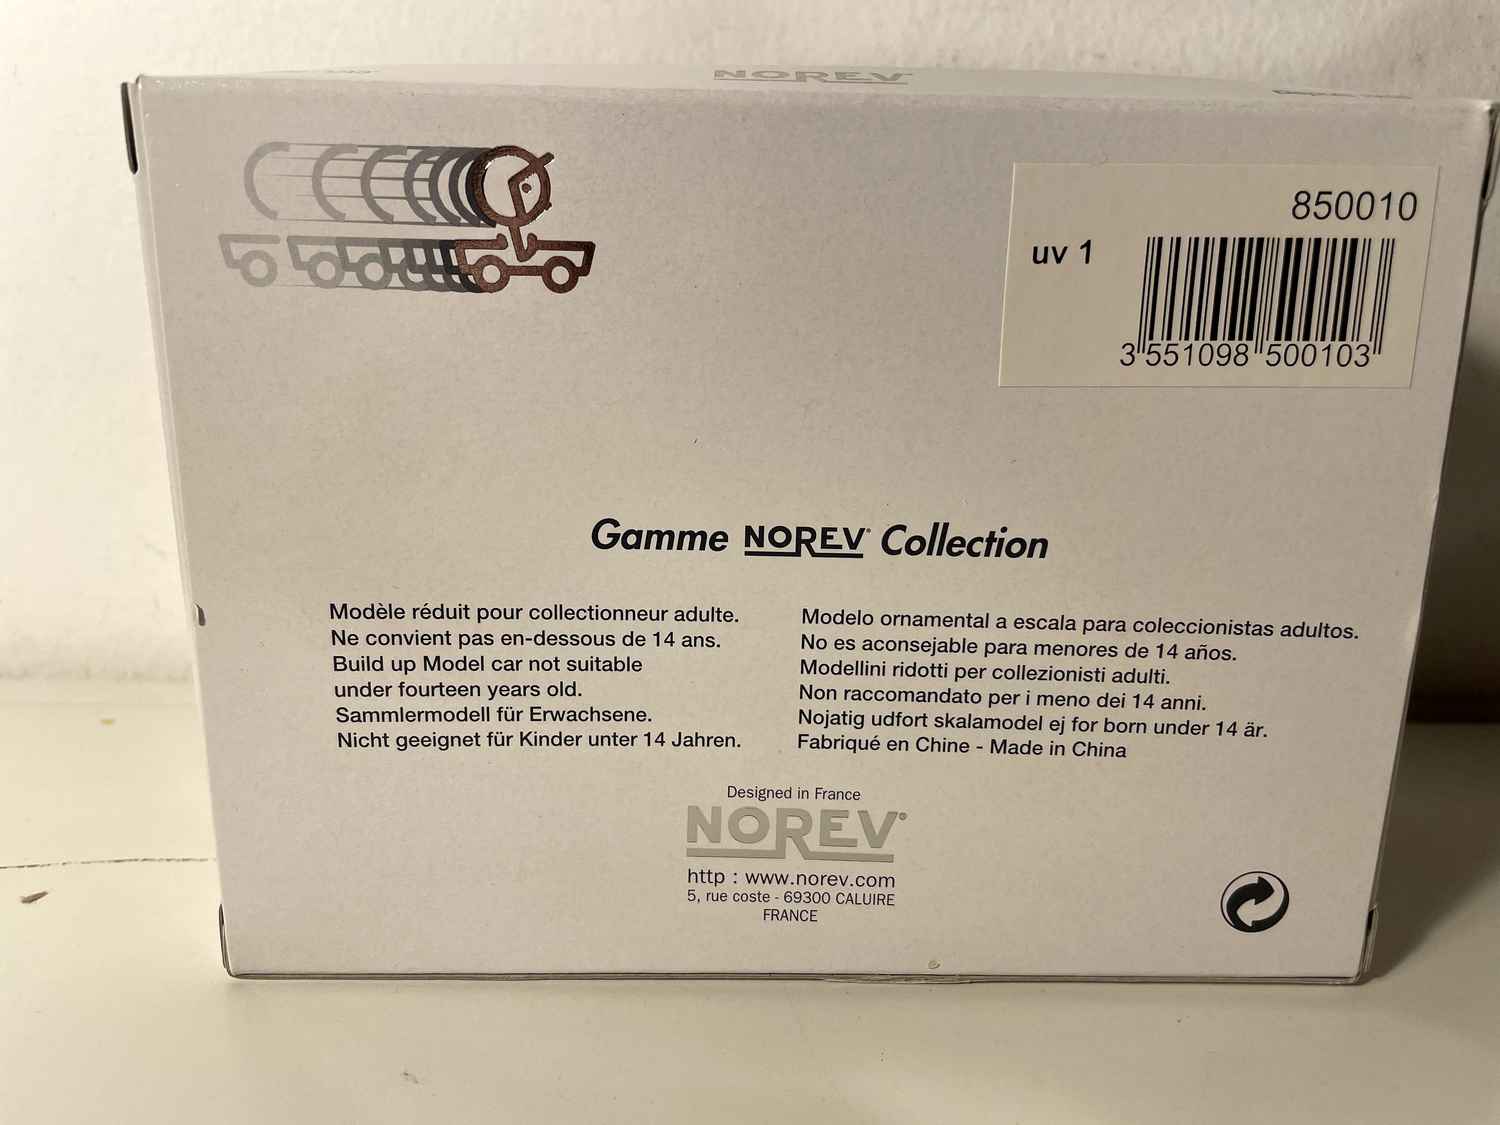 NOREV
850010
uv 1
3 551098 500103
Gamme NOREV® Collection
Modèle réduit pour collectionneur adulte.
Ne convient pas en-dessous de 14 ans.
Build up Model car not suitable
under fourteen years old.
Sammlermodell für Erwachsene.
Nicht geeignet für Kinder unter 14 Jahren.
Modelo ornamental a escala para coleccionistas adultos.
No es aconsejable para menores de 14 años.
Modellini ridotti per collezionisti adulti.
Non raccomandato per i meno dei 14 anni.
Nojatig udfort skalamodel ej for born under 14 är.
Fabriqué en Chine - Made in China
Designed in France
NOREV®
http : www.norev.com
5, rue coste - 69300 CALUIRE
FRANCE